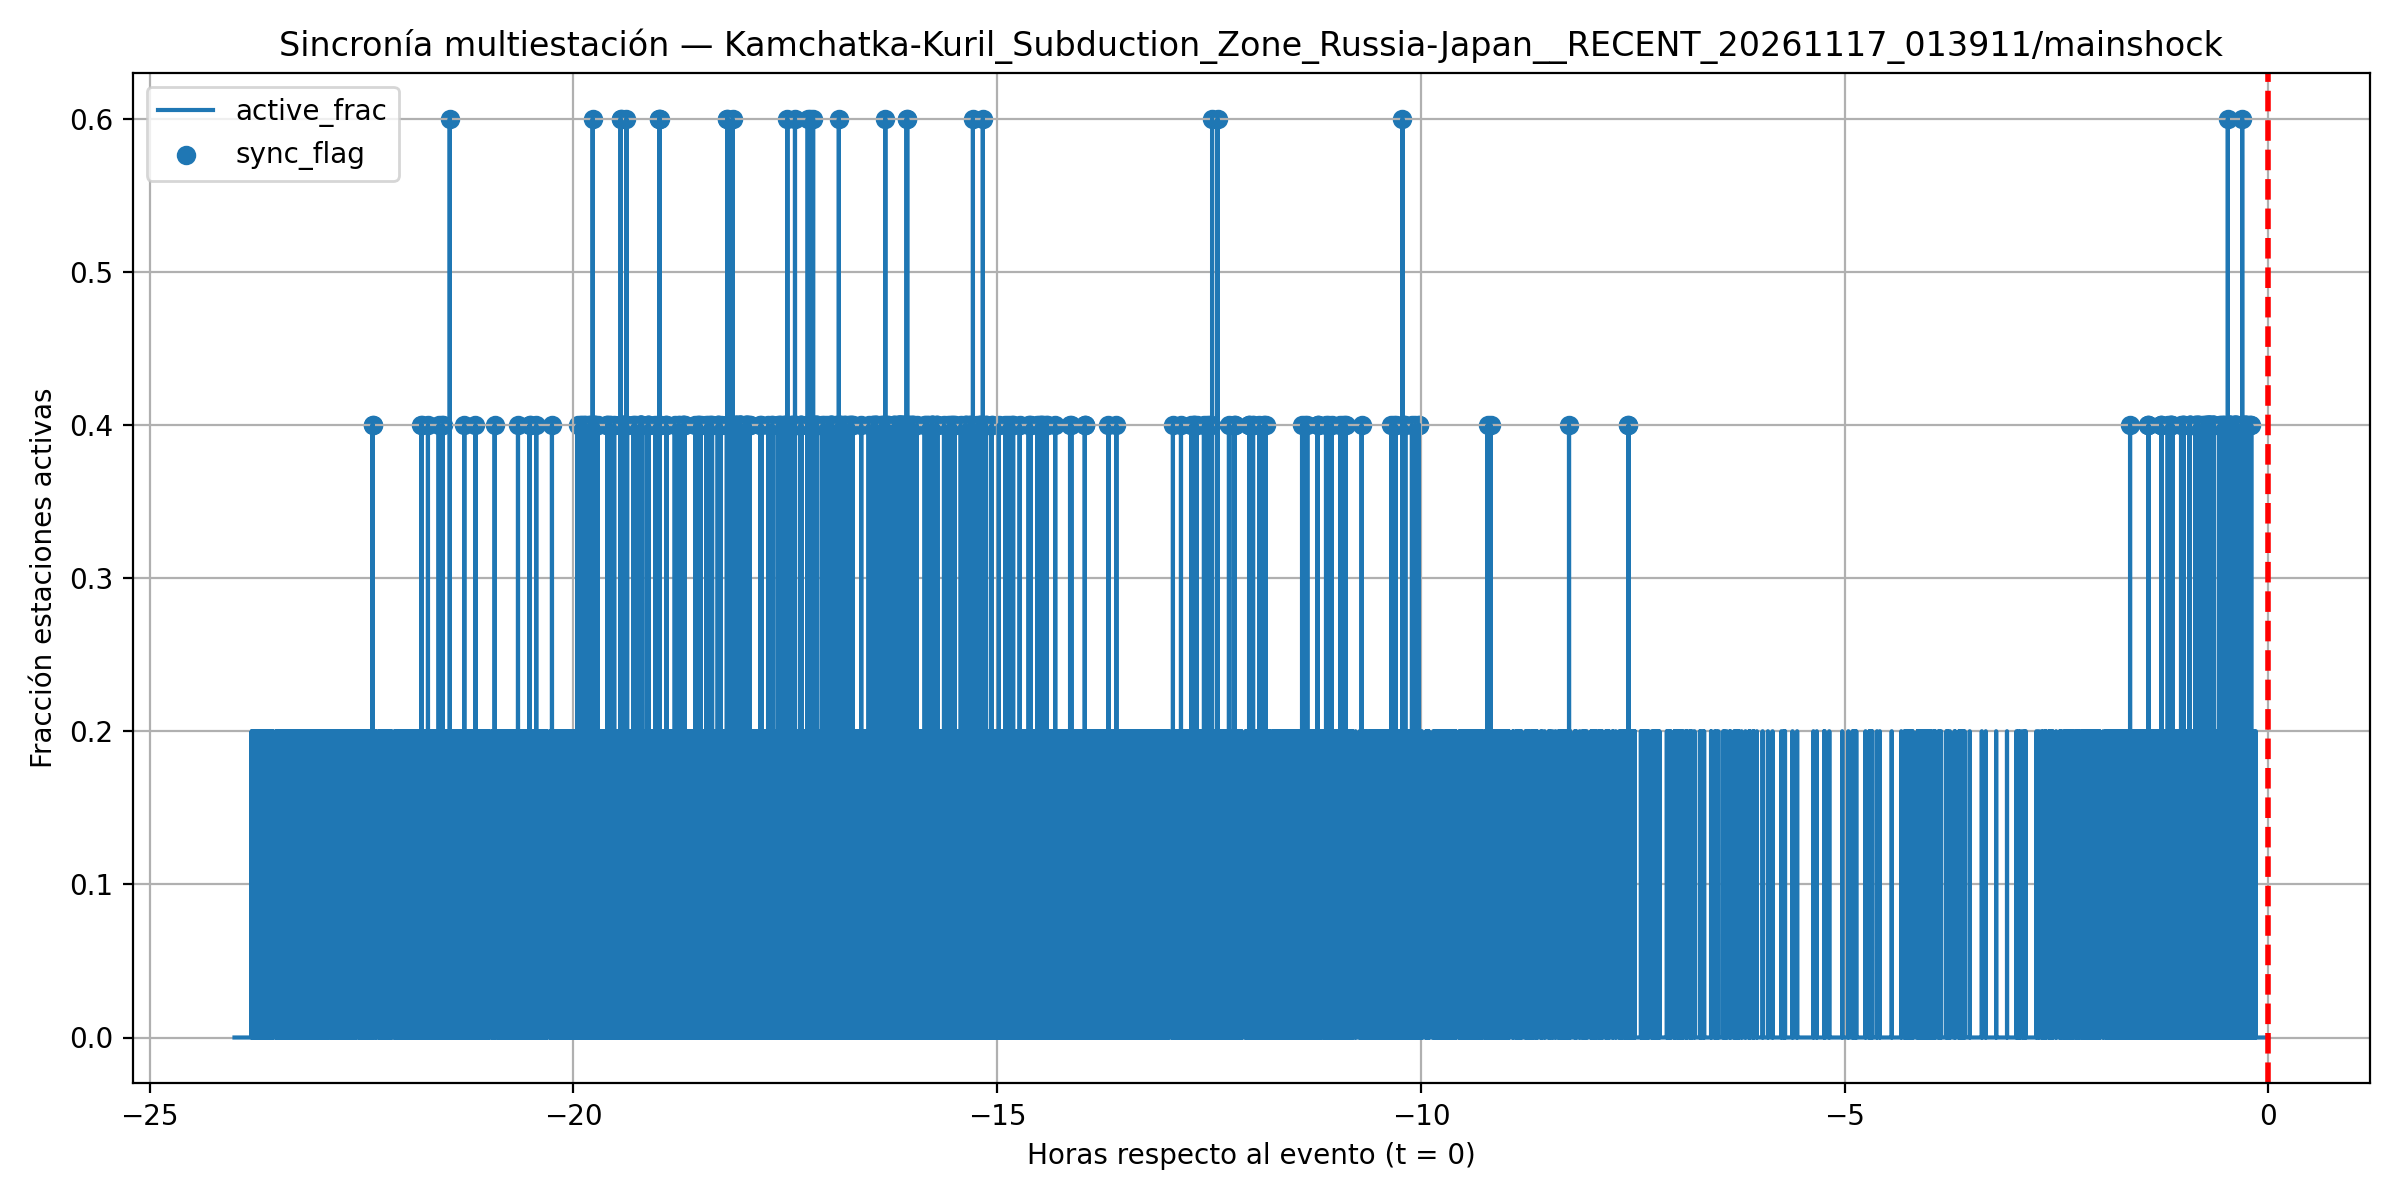 Sincronía multiestación — Kamchatka-Kuril_Subduction_Zone_Russia-Japan__RECENT_20261117_013911/mainshock
active_frac
sync_flag
Fracción estaciones activas
0.6
0.5
0.4
0.3
0.2
0.1
0.0
−25
−20
−15
−10
−5
0
Horas respecto al evento (t = 0)